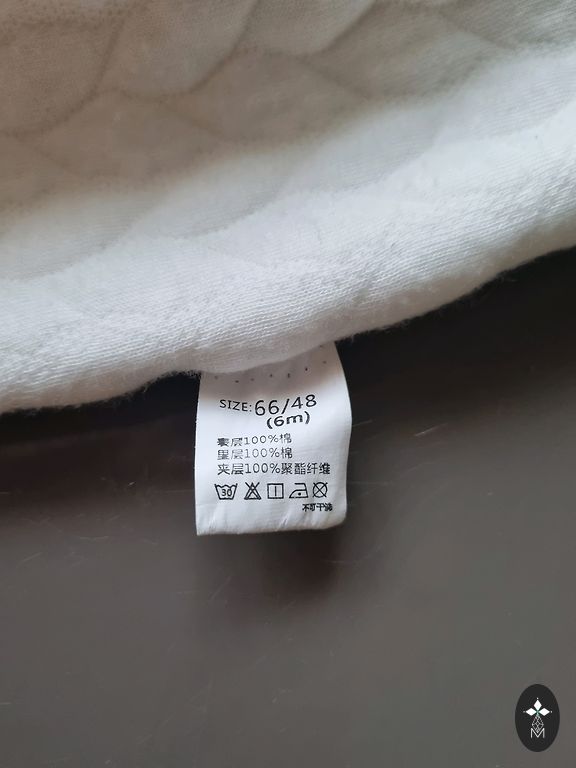 SIZE:66/48
(6m)
表层100%棉
里层100%棉
夹层100%聚酯纤维
30
不可干洗
M